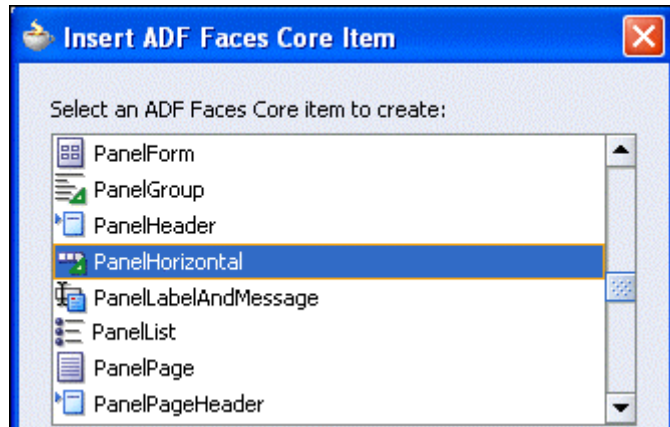 Insert ADF Faces Core Item
Select an ADF Faces Core item to create:
PanelForm
PanelGroup
PanelHeader
PanelHorizontal
PanelLabelAndMessage
PanelList
PanelPage
PanelPageHeader